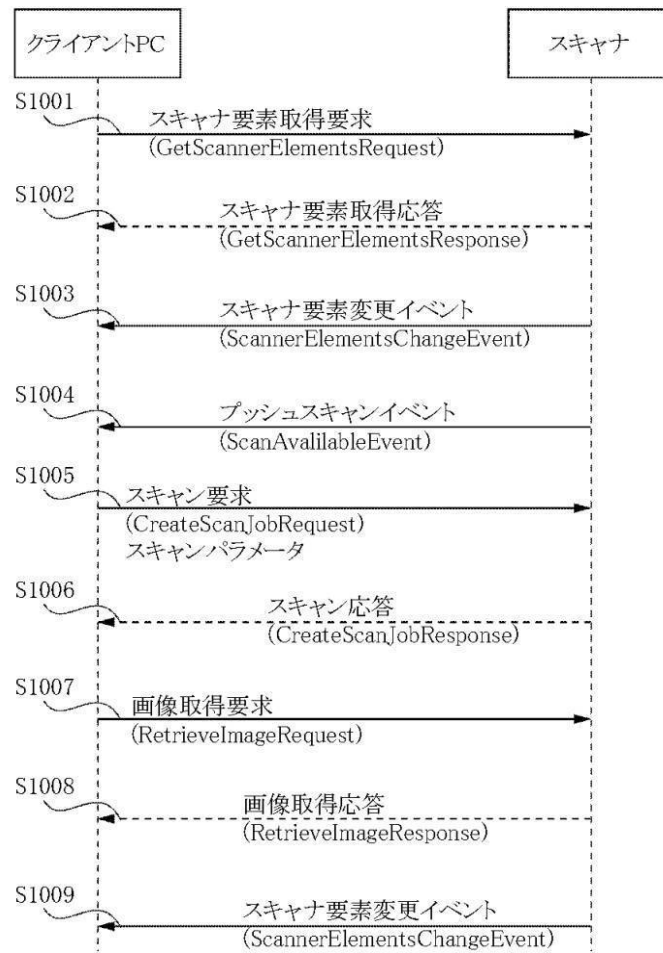 クライアントPC
スキャナ
S1001
スキャナ要素取得要求
(GetScannerElementsRequest)
S1002
スキャナ要素取得応答
(GetScannerElementsResponse)
S1003
スキャナ要素変更イベント
(ScannerElementsChangeEvent)
S1004
プッシュスキャンイベント
(ScanAvalilableEvent)
S1005
スキャン要求
(CreateScanJobRequest)
スキャンパラメータ
S1006
スキャン応答
(CreateScanJobResponse)
S1007
画像取得要求
(RetrieveImageRequest)
S1008
画像取得応答
(RetrieveImageResponse)
S1009
スキャナ要素変更イベント
(ScannerElementsChangeEvent)